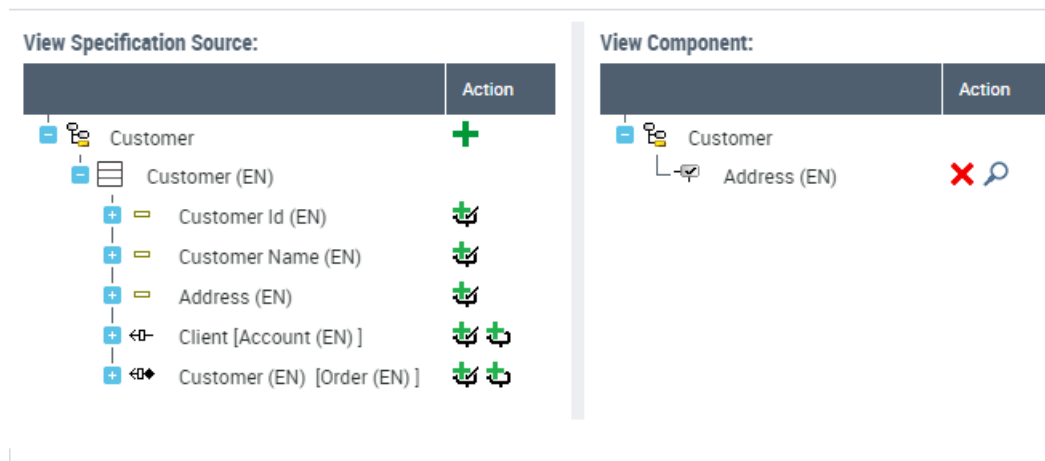 View Specification Source:
Action
Customer
Customer (EN)
Customer Id (EN)
Customer Name (EN)
Address (EN)
Client [Account (EN) ]
Customer (EN) [Order (EN) ]
View Component:
Action
Customer
Address (EN)